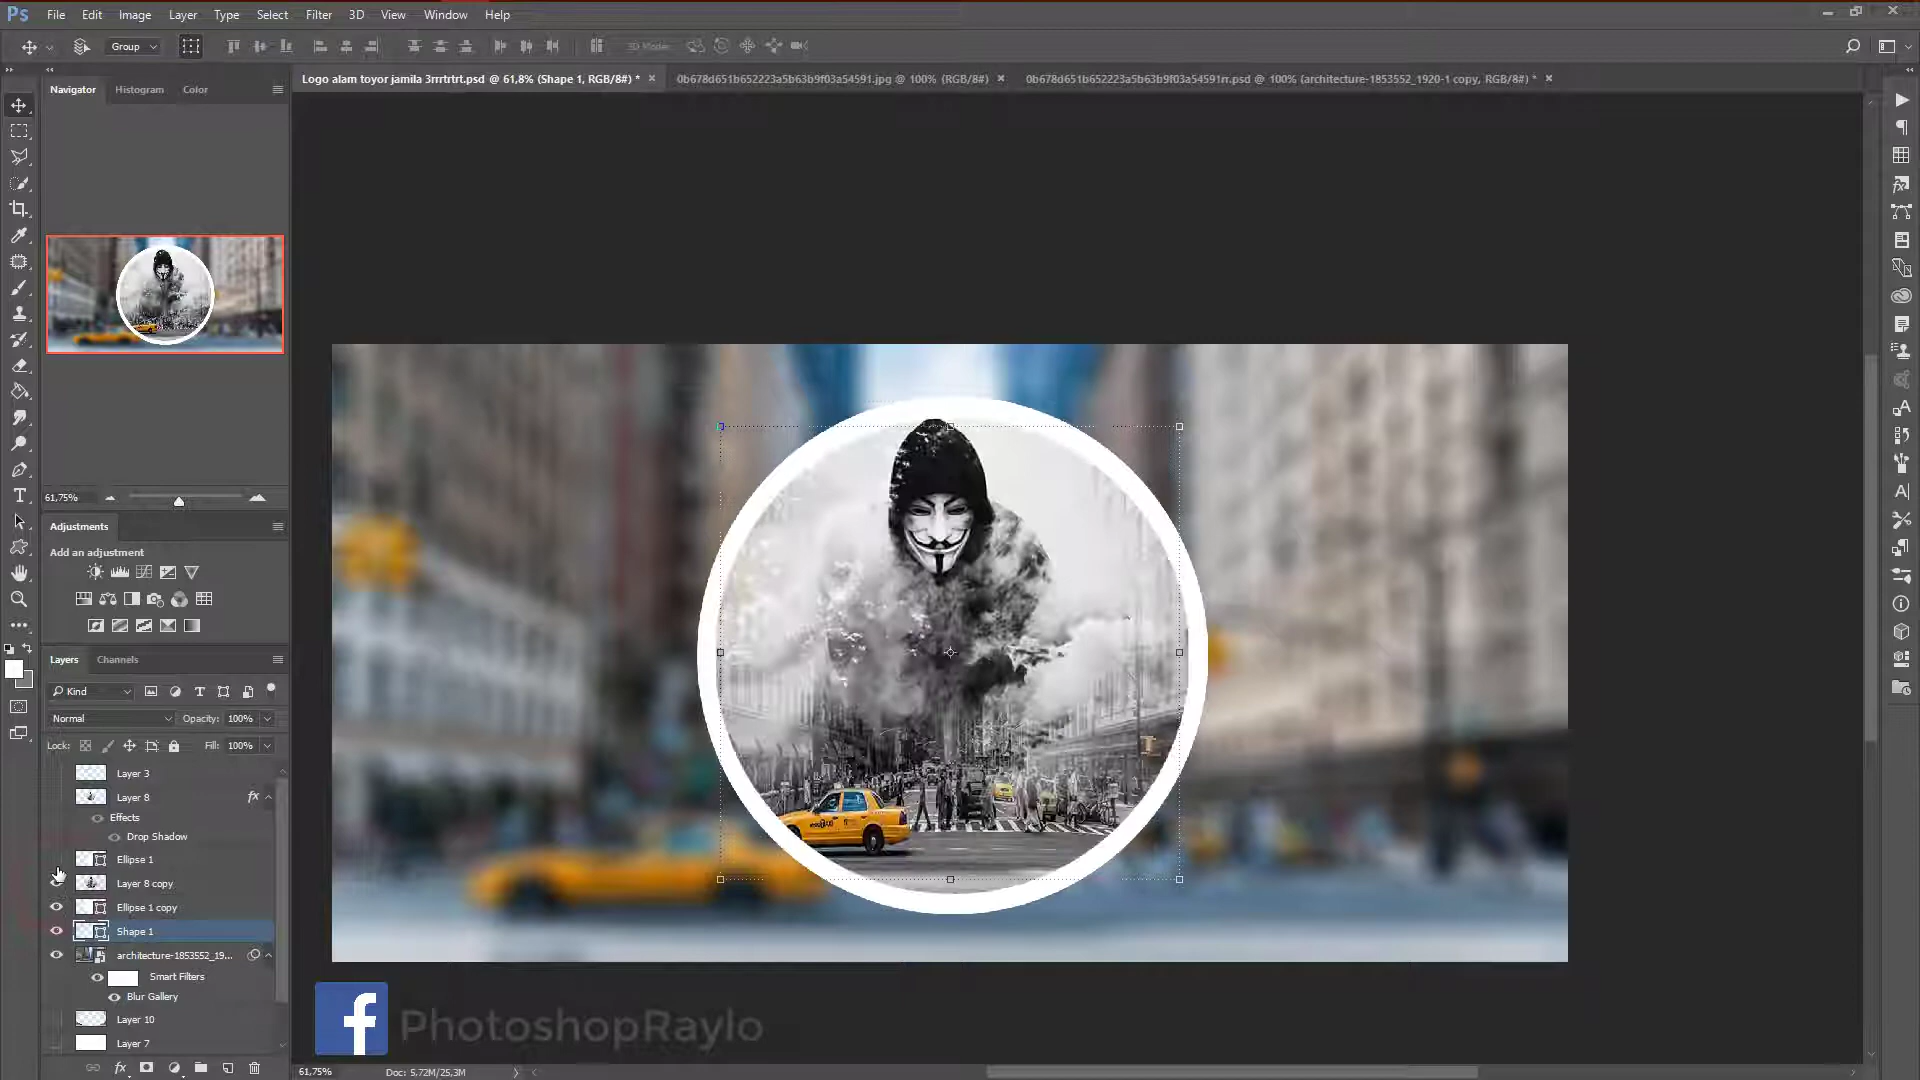 Ps File Edit Image Layer Type Select Filter 3D View Window Help
Group 3D Mode:
Logo alam toyor jamila 3rrrtrtrt.psd @ 61,8% (Shape 1, RGB/8#) * 0b678d651b652223a5b63b9f03a54591.jpg @ 100% (RGB/8#) 0b678d651b652223a5b63b9f03a54591rr.psd @ 100% (architecture-1853552_1920-1 copy, RGB/8#) *
Navigator Histogram Color
61,75%
Adjustments
Add an adjustment
Layers Channels
Kind
Normal Opacity: 100%
Lock: Fill: 100%
Layer 3
Layer 8 fx
Effects
Drop Shadow
Ellipse 1
Layer 8 copy
Ellipse 1 copy
Shape 1
architecture-1853552_19...
Smart Filters
Blur Gallery
Layer 10
Layer 7
f PhotoshopRaylo
61,75% Doc: 5.72M/25,3M